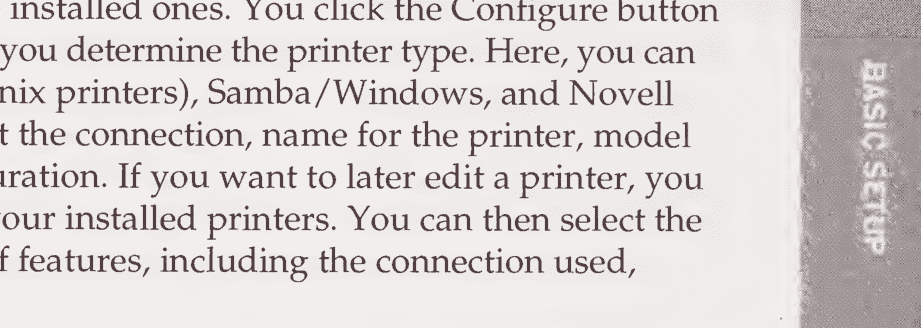 installed ones. You click the Configure button
you determine the printer type. Here, you can
nix printers), Samba/Windows, and Novell
t the connection, name for the printer, model
uration. If you want to later edit a printer, you
our installed printers. You can then select the
f features, including the connection used,
BASIC SETUP